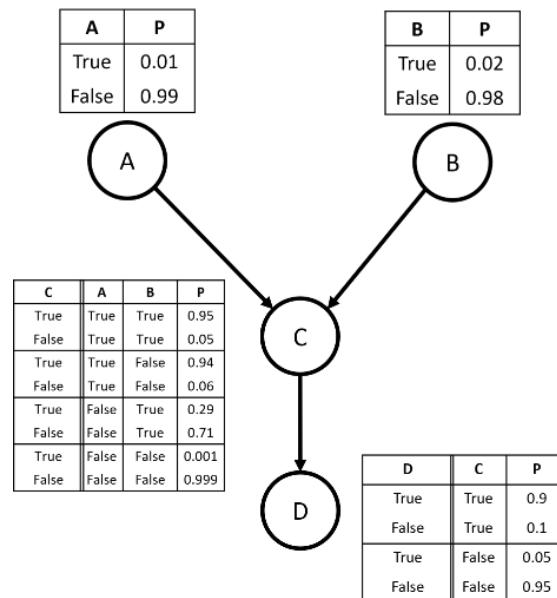 A P
True 0.01
False 0.99
B P
True 0.02
False 0.98
A
B
C A B P
True True True 0.95
False True True 0.05
True True False 0.94
False True False 0.06
True False True 0.29
False False True 0.71
True False False 0.001
False False False 0.999
C
D
D C P
True True 0.9
False True 0.1
True False 0.05
False False 0.95